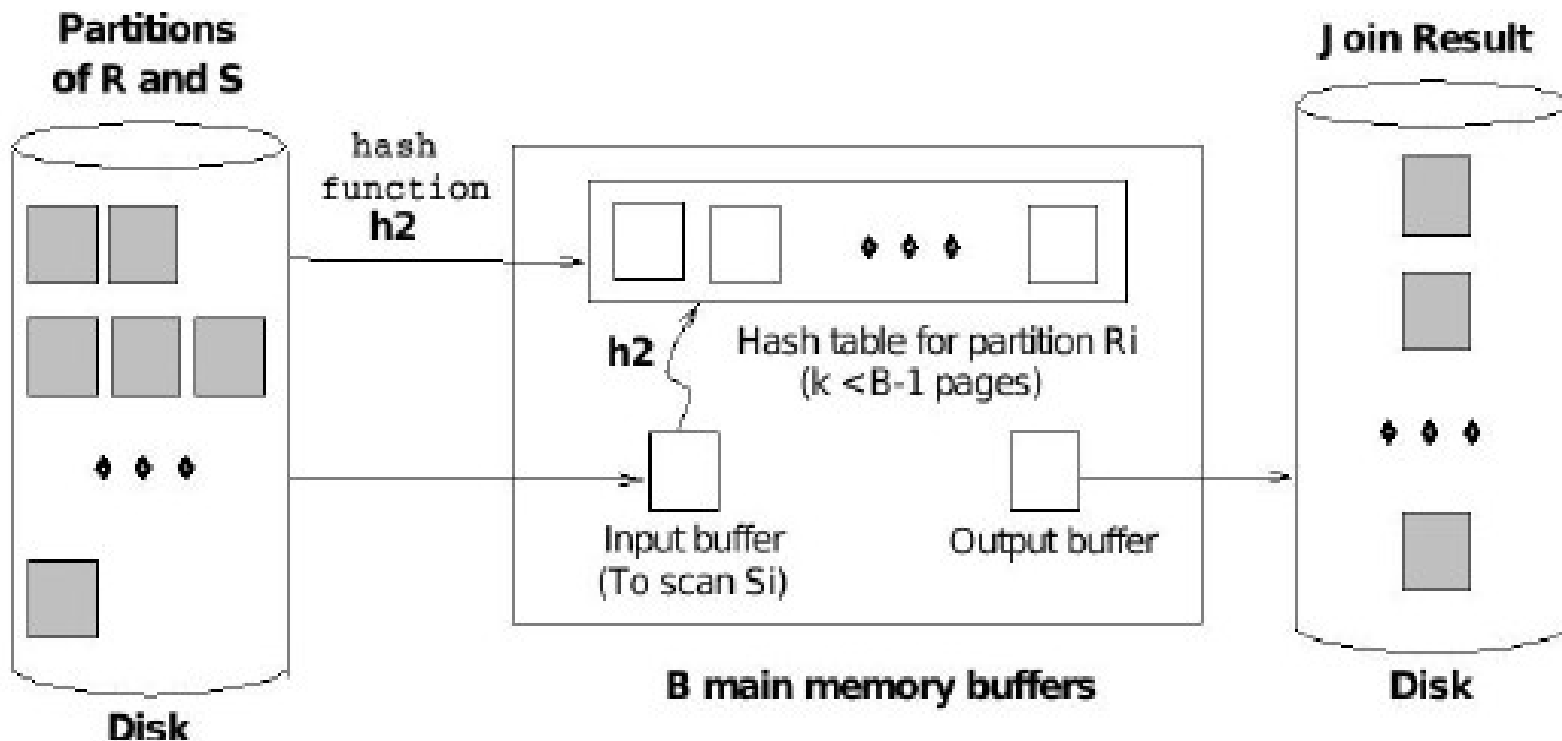 Partitions
of R and S
Join Result
hash
function
h2
h2
Hash table for partition Ri
(k < B-1 pages)
Input buffer
(To scan Si)
Output buffer
B main memory buffers
Disk
Disk